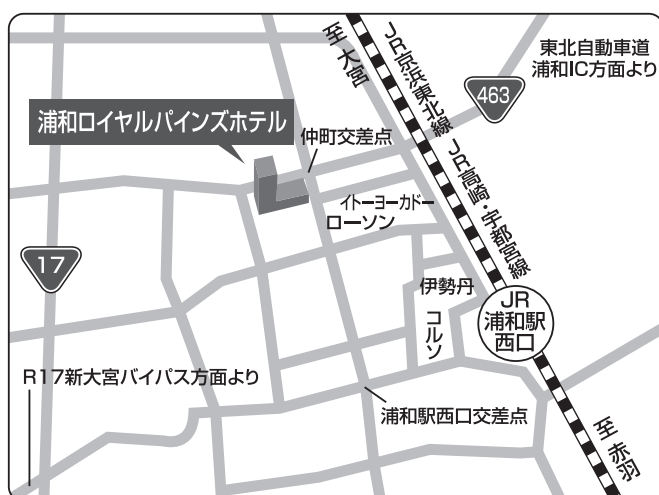 至 大宮
JR京浜東北線
東北自動車道
浦和IC方面より
463
浦和ロイヤルパインズホテル
仲町交差点
JR高崎・宇都宮線
イトーヨーカドー
ローソン
17
伊勢丹
コルソ
JR
浦和駅
西口
R17新大宮バイパス方面より
浦和駅西口交差点
至 赤羽